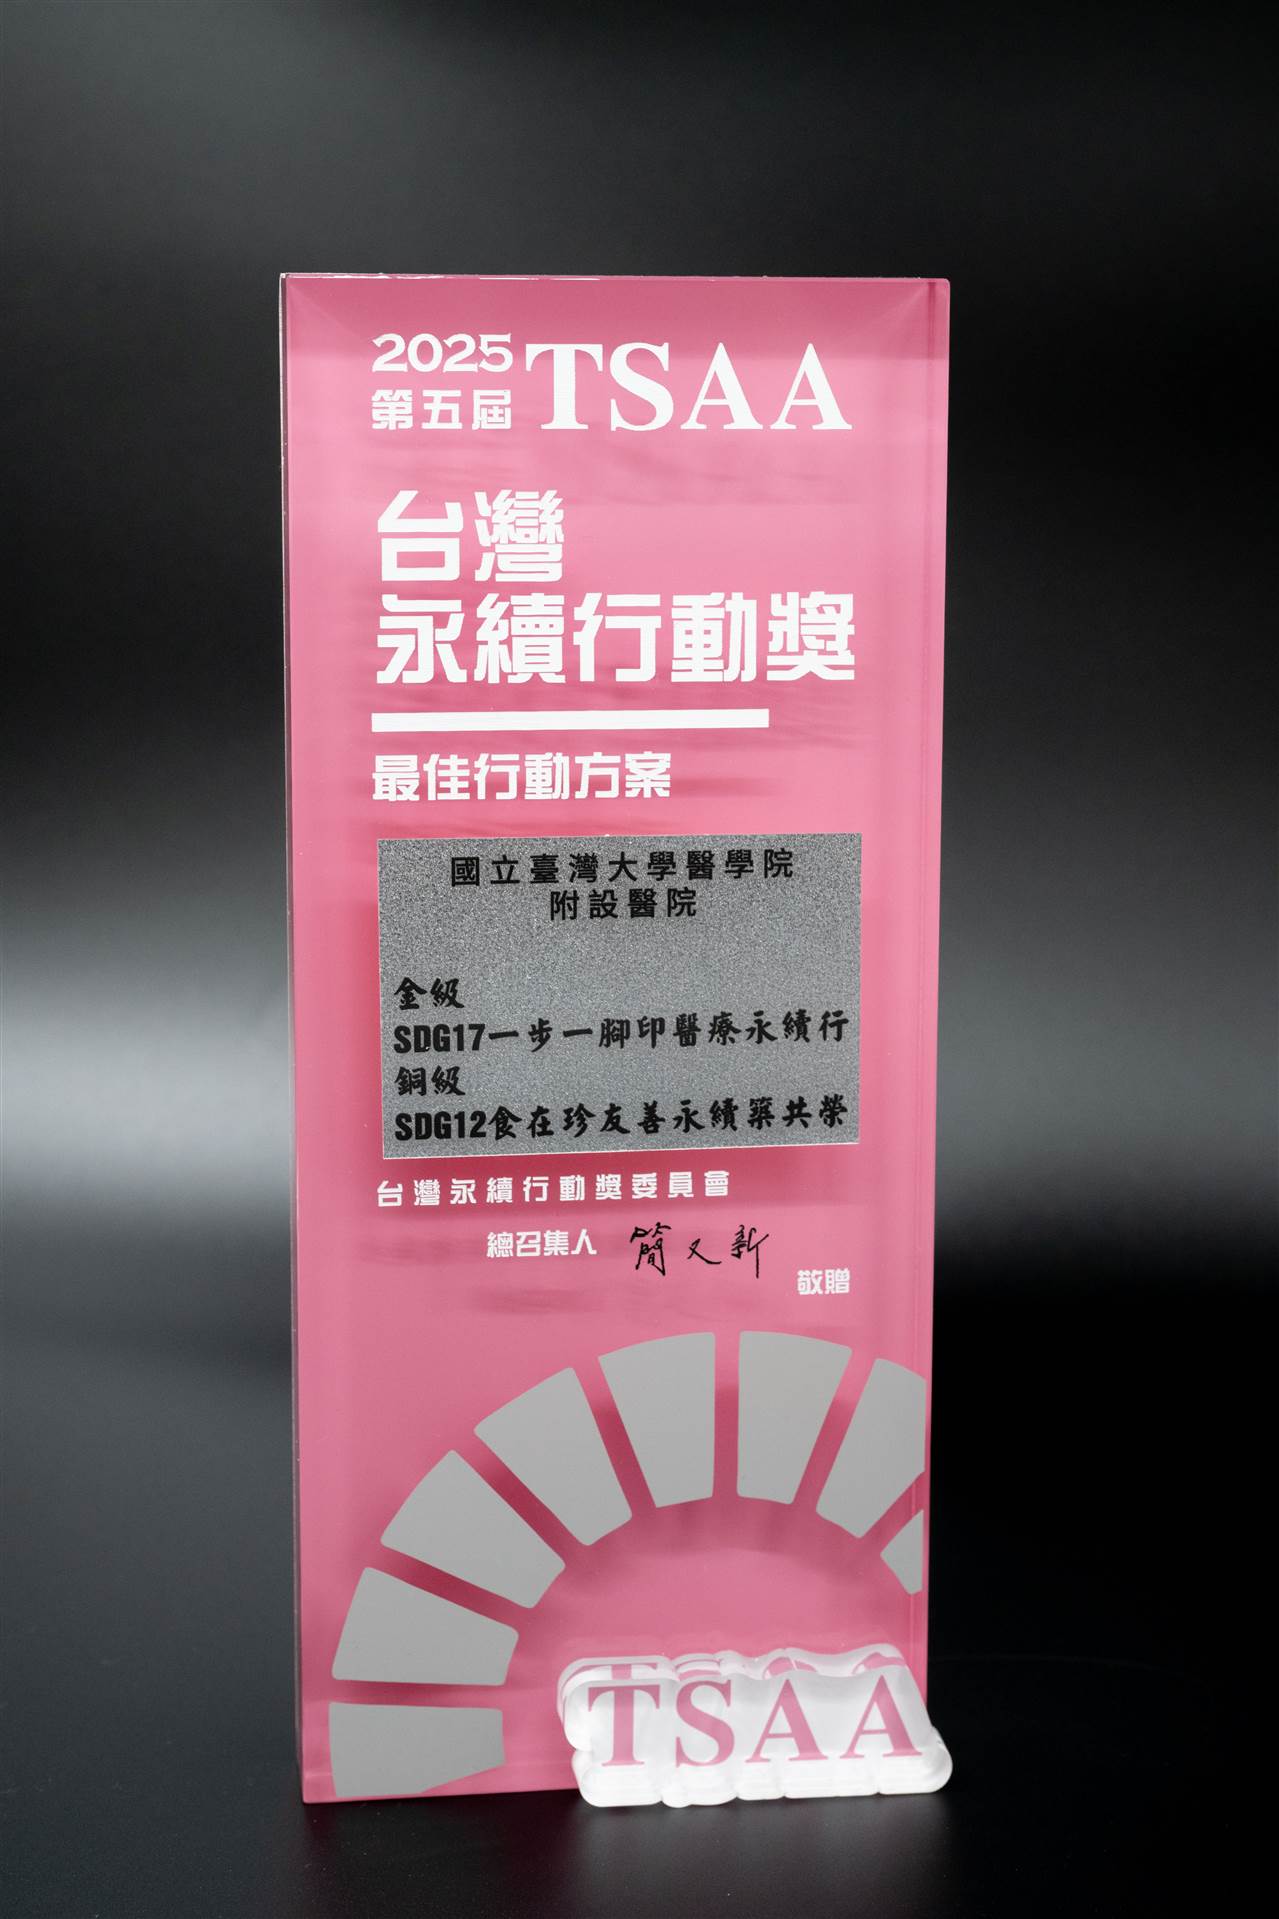 2025
第五屆
TSAA
台灣
永續行動獎
最佳行動方案
國立臺灣大學醫學院
附設醫院
金級
SDG17一步一腳印醫療永續行
銅級
SDG12食在珍友善永續築共榮
台灣永續行動獎委員會
總召集人 簡又新
敬贈
TSAA